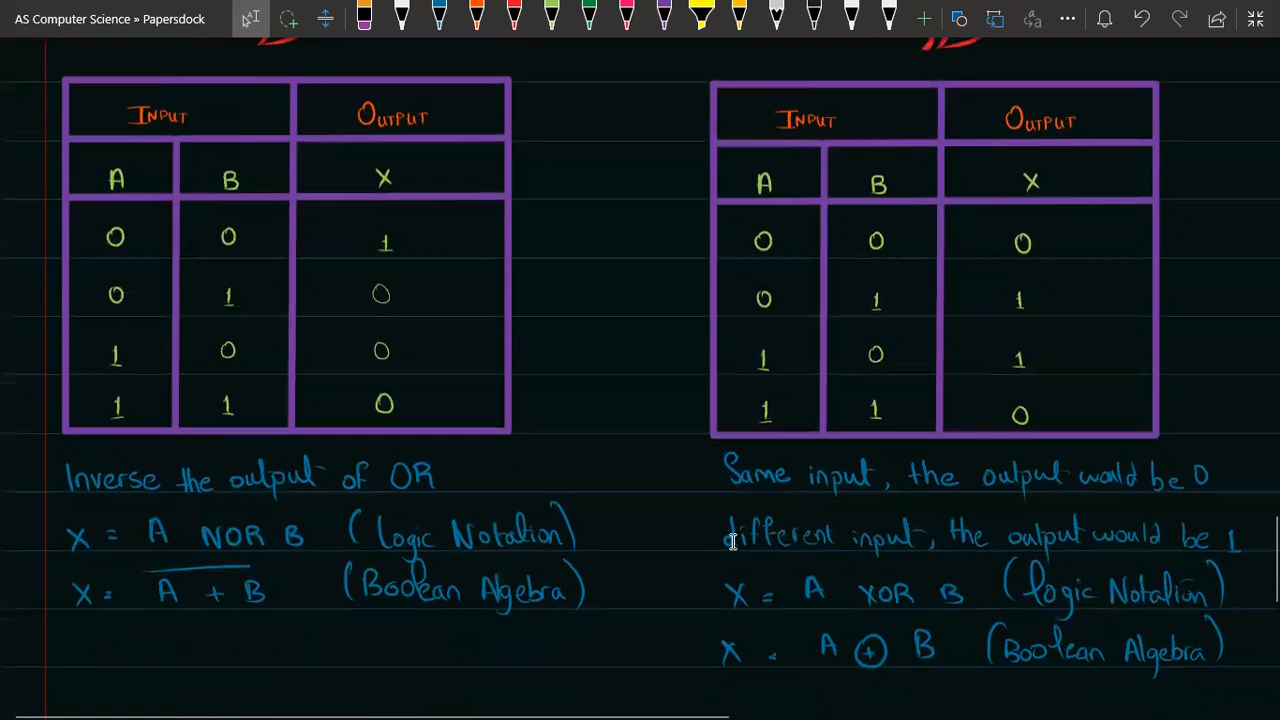 AS Computer Science » Papersdock
INPUT OUTPUT
A B X
0 0 1
0 1 0
1 0 0
1 1 0
Inverse the output of OR
X = A NOR B (Logic Notation)
X = A + B (Boolean Algebra)
INPUT OUTPUT
A B X
0 0 0
0 1 1
1 0 1
1 1 0
Same input, the output would be 0
different input, the output would be 1
X = A XOR B (Logic Notation)
X = A ⊕ B (Boolean Algebra)